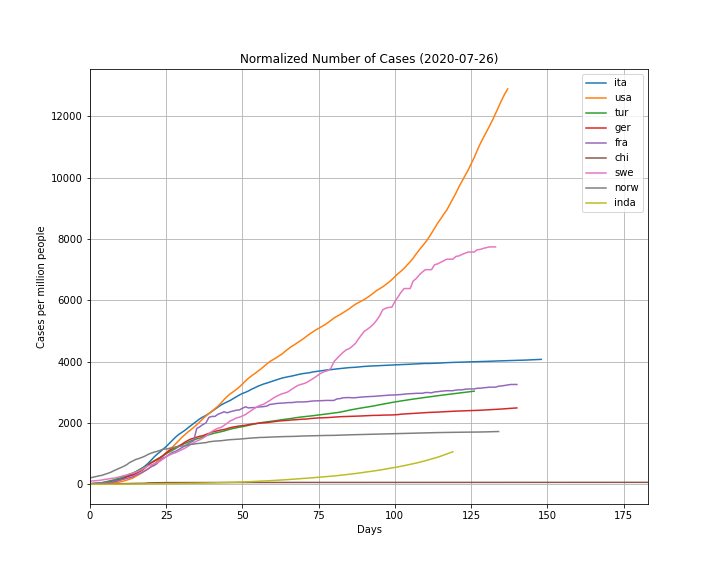 Normalized Number of Cases (2020-07-26)
Cases per million people
12000
10000
8000
6000
4000
2000
0
0 25 50 75 100 125 150 175
Days
ita
usa
tur
ger
fra
chi
swe
norw
inda